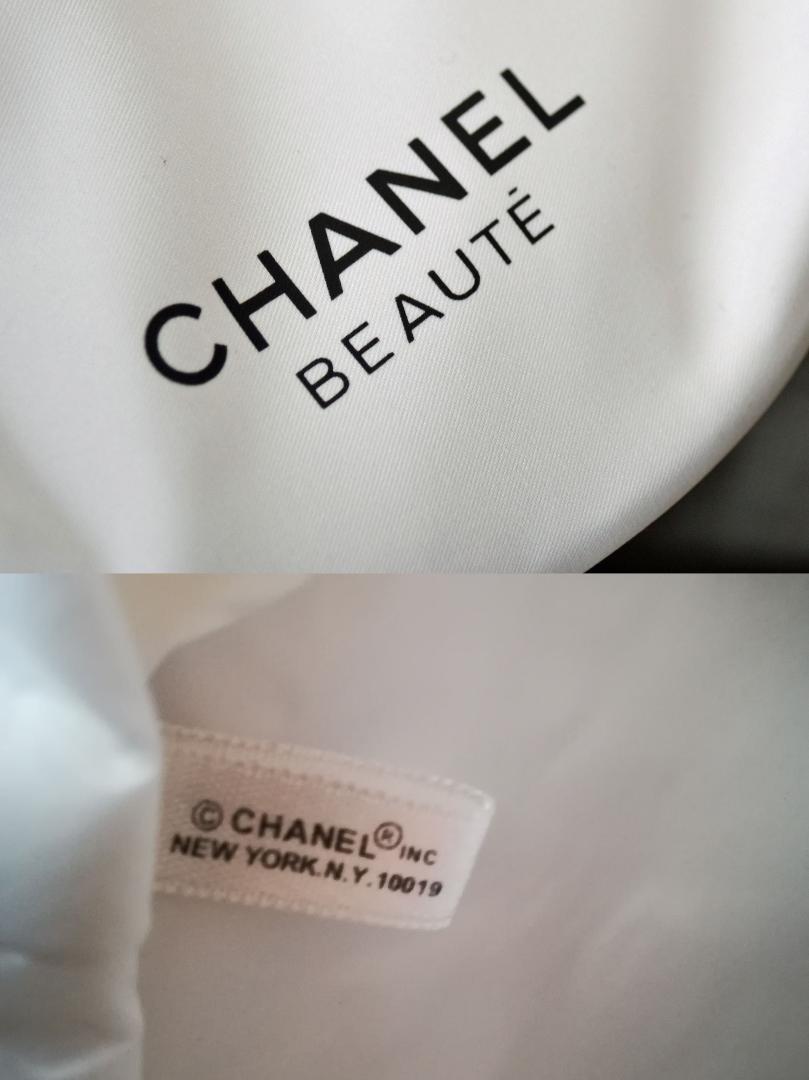 CHANEL
BEAUTÉ
© CHANEL® INC
NEW YORK.N.Y.10019